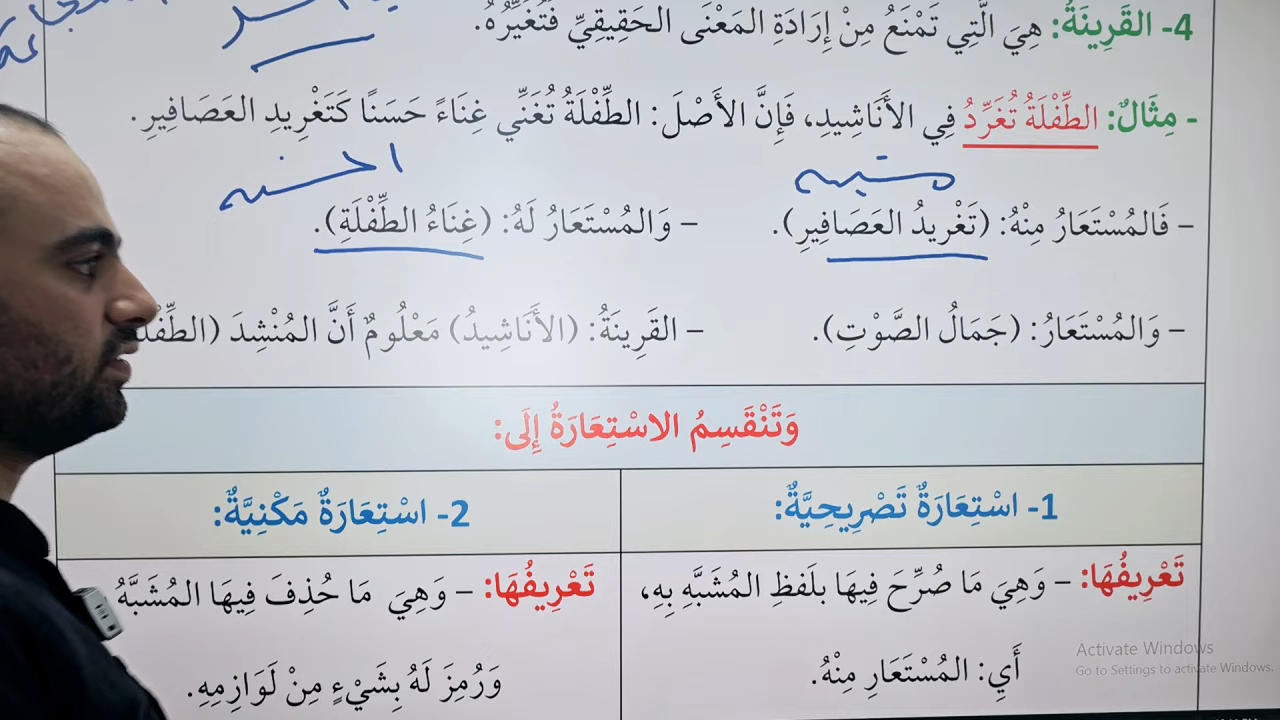 4- القَرِينَةُ: هِيَ الَّتِي تَمْنَعُ مِنْ إِرَادَةِ المَعْنَى الحَقِيقِيِّ فَتُغَيِّرُهُ.
- مِثَالٌ: الطِّفْلَةُ تُغَرِّدُ فِي الأَنَاشِيدِ، فَإِنَّ الأَصْلَ: الطِّفْلَةُ تُغَنِّي غِنَاءً حَسَنًا كَتَغْرِيدِ العَصَافِيرِ.
- فَالمُسْتَعَارُ مِنْهُ: (تَغْرِيدُ العَصَافِيرِ). - وَالمُسْتَعَارُ لَهُ: (غِنَاءُ الطِّفْلَةِ).
- وَالمُسْتَعَارُ: (جَمَالُ الصَّوْتِ). - القَرِينَةُ: (الأَنَاشِيدُ) مَعْلُومٌ أَنَّ المُنْشِدَ
وَتَنْقَسِمُ الاسْتِعَارَةُ إِلَى:
1- اسْتِعَارَةٌ تَصْرِيحِيَّةٌ:
تَعْرِيفُهَا: - وَهِيَ مَا صُرِّحَ فِيهَا بِلَفظِ المُشَبَّهِ بِهِ،
أَيِ: المُسْتَعَارِ مِنْهُ.
2- اسْتِعَارَةٌ مَكْنِيَّةٌ:
تَعْرِيفُهَا: - وَهِيَ مَا حُذِفَ فِيهَا المُشَبَّهُ
وَرُمِزَ لَهُ بِشَيْءٍ مِنْ لَوَازِمِهِ.
Activate Windows
Go to Settings to activate Windows.